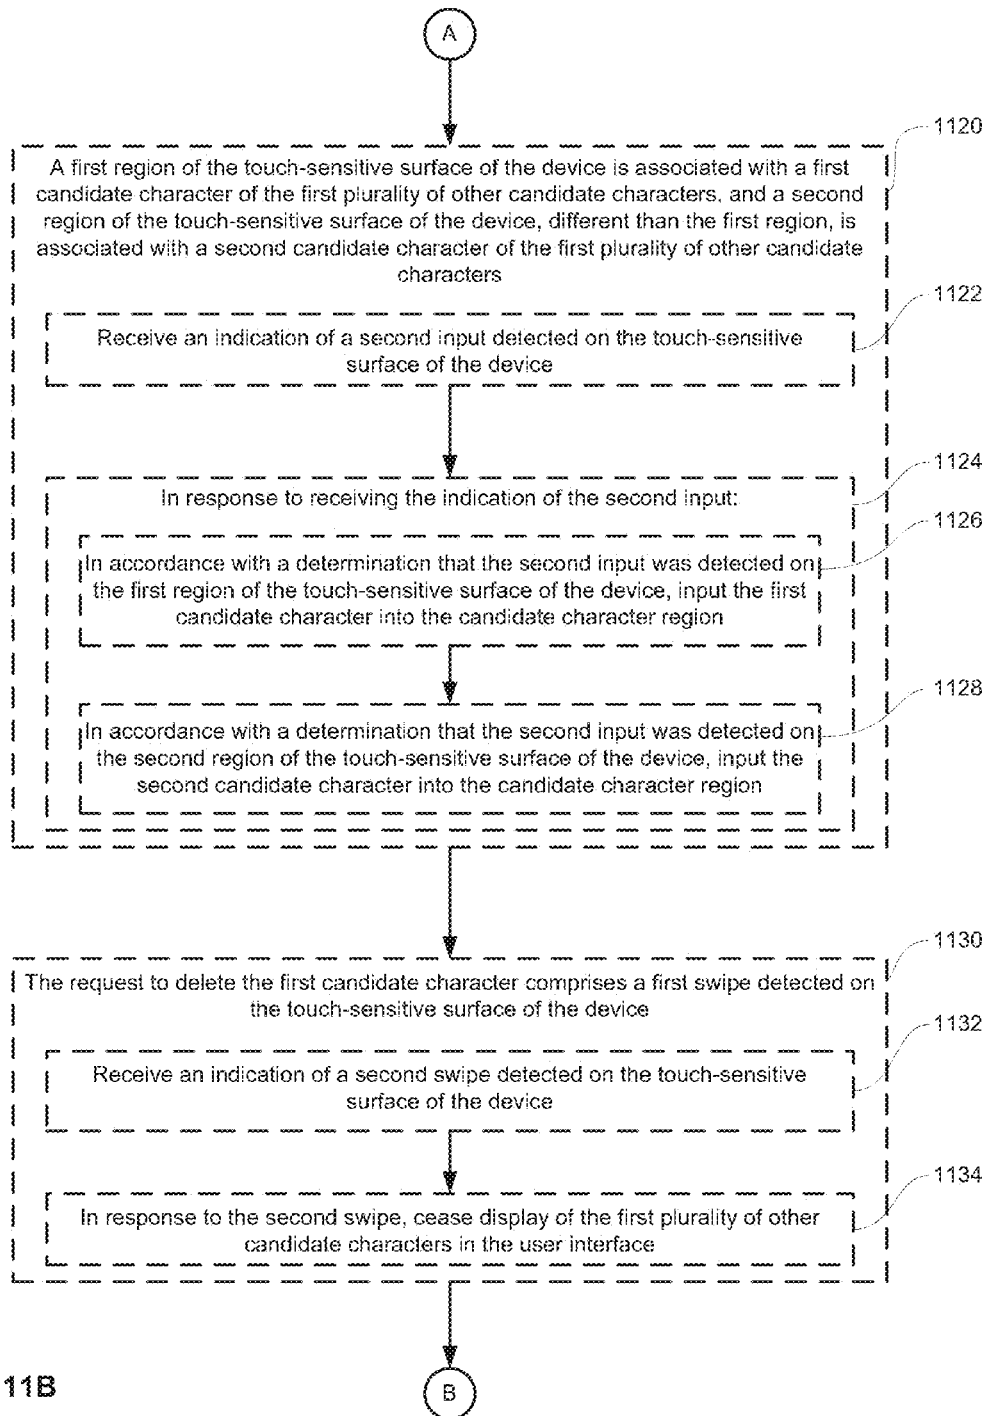 A
1120
A first region of the touch-sensitive surface of the device is associated with a first
candidate character of the first plurality of other candidate characters, and a second
region of the touch-sensitive surface of the device, different than the first region, is
associated with a second candidate character of the first plurality of other candidate
characters
1122
Receive an indication of a second input detected on the touch-sensitive
surface of the device
1124
In response to receiving the indication of the second input:
1126
In accordance with a determination that the second input was detected on
the first region of the touch-sensitive surface of the device, input the first
candidate character into the candidate character region
1128
In accordance with a determination that the second input was detected on
the second region of the touch-sensitive surface of the device, input the
second candidate character into the candidate character region
1130
The request to delete the first candidate character comprises a first swipe detected on
the touch-sensitive surface of the device
1132
Receive an indication of a second swipe detected on the touch-sensitive
surface of the device
1134
In response to the second swipe, cease display of the first plurality of other
candidate characters in the user interface
11B
B